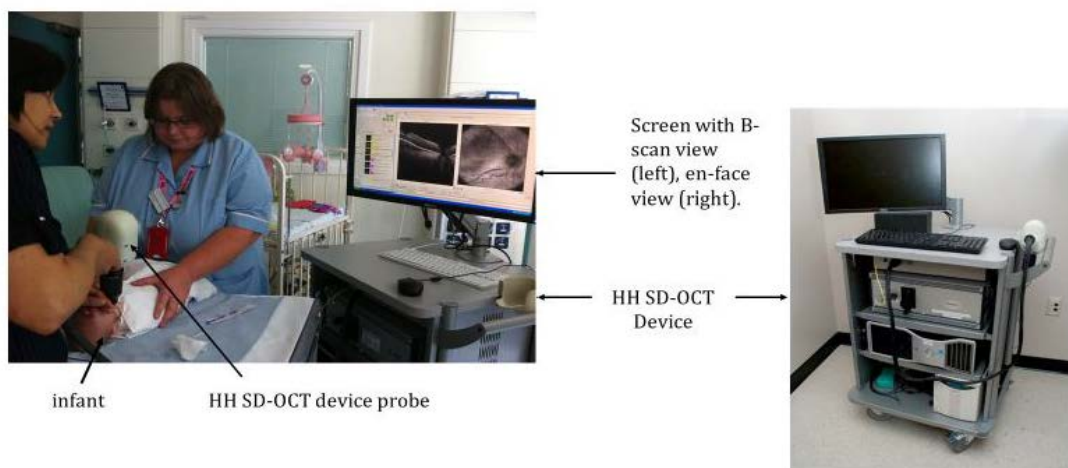 Screen with B-
scan view
(left), en-face
view (right).
HH SD-OCT
Device
infant
HH SD-OCT device probe